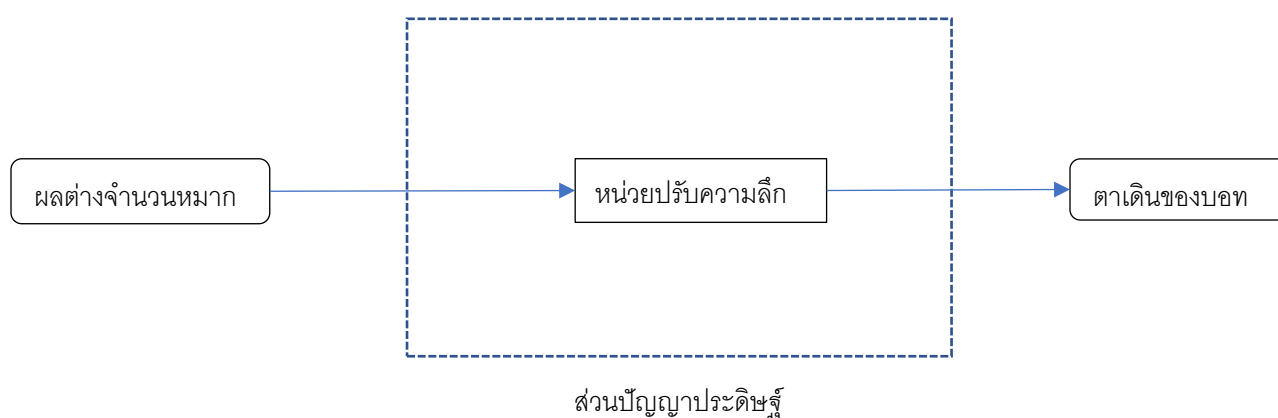 ผลต่างจำนวนหมาก
หน่วยปรับความลึก
ตาเดินของบอท
ส่วนปัญญาประดิษฐ์